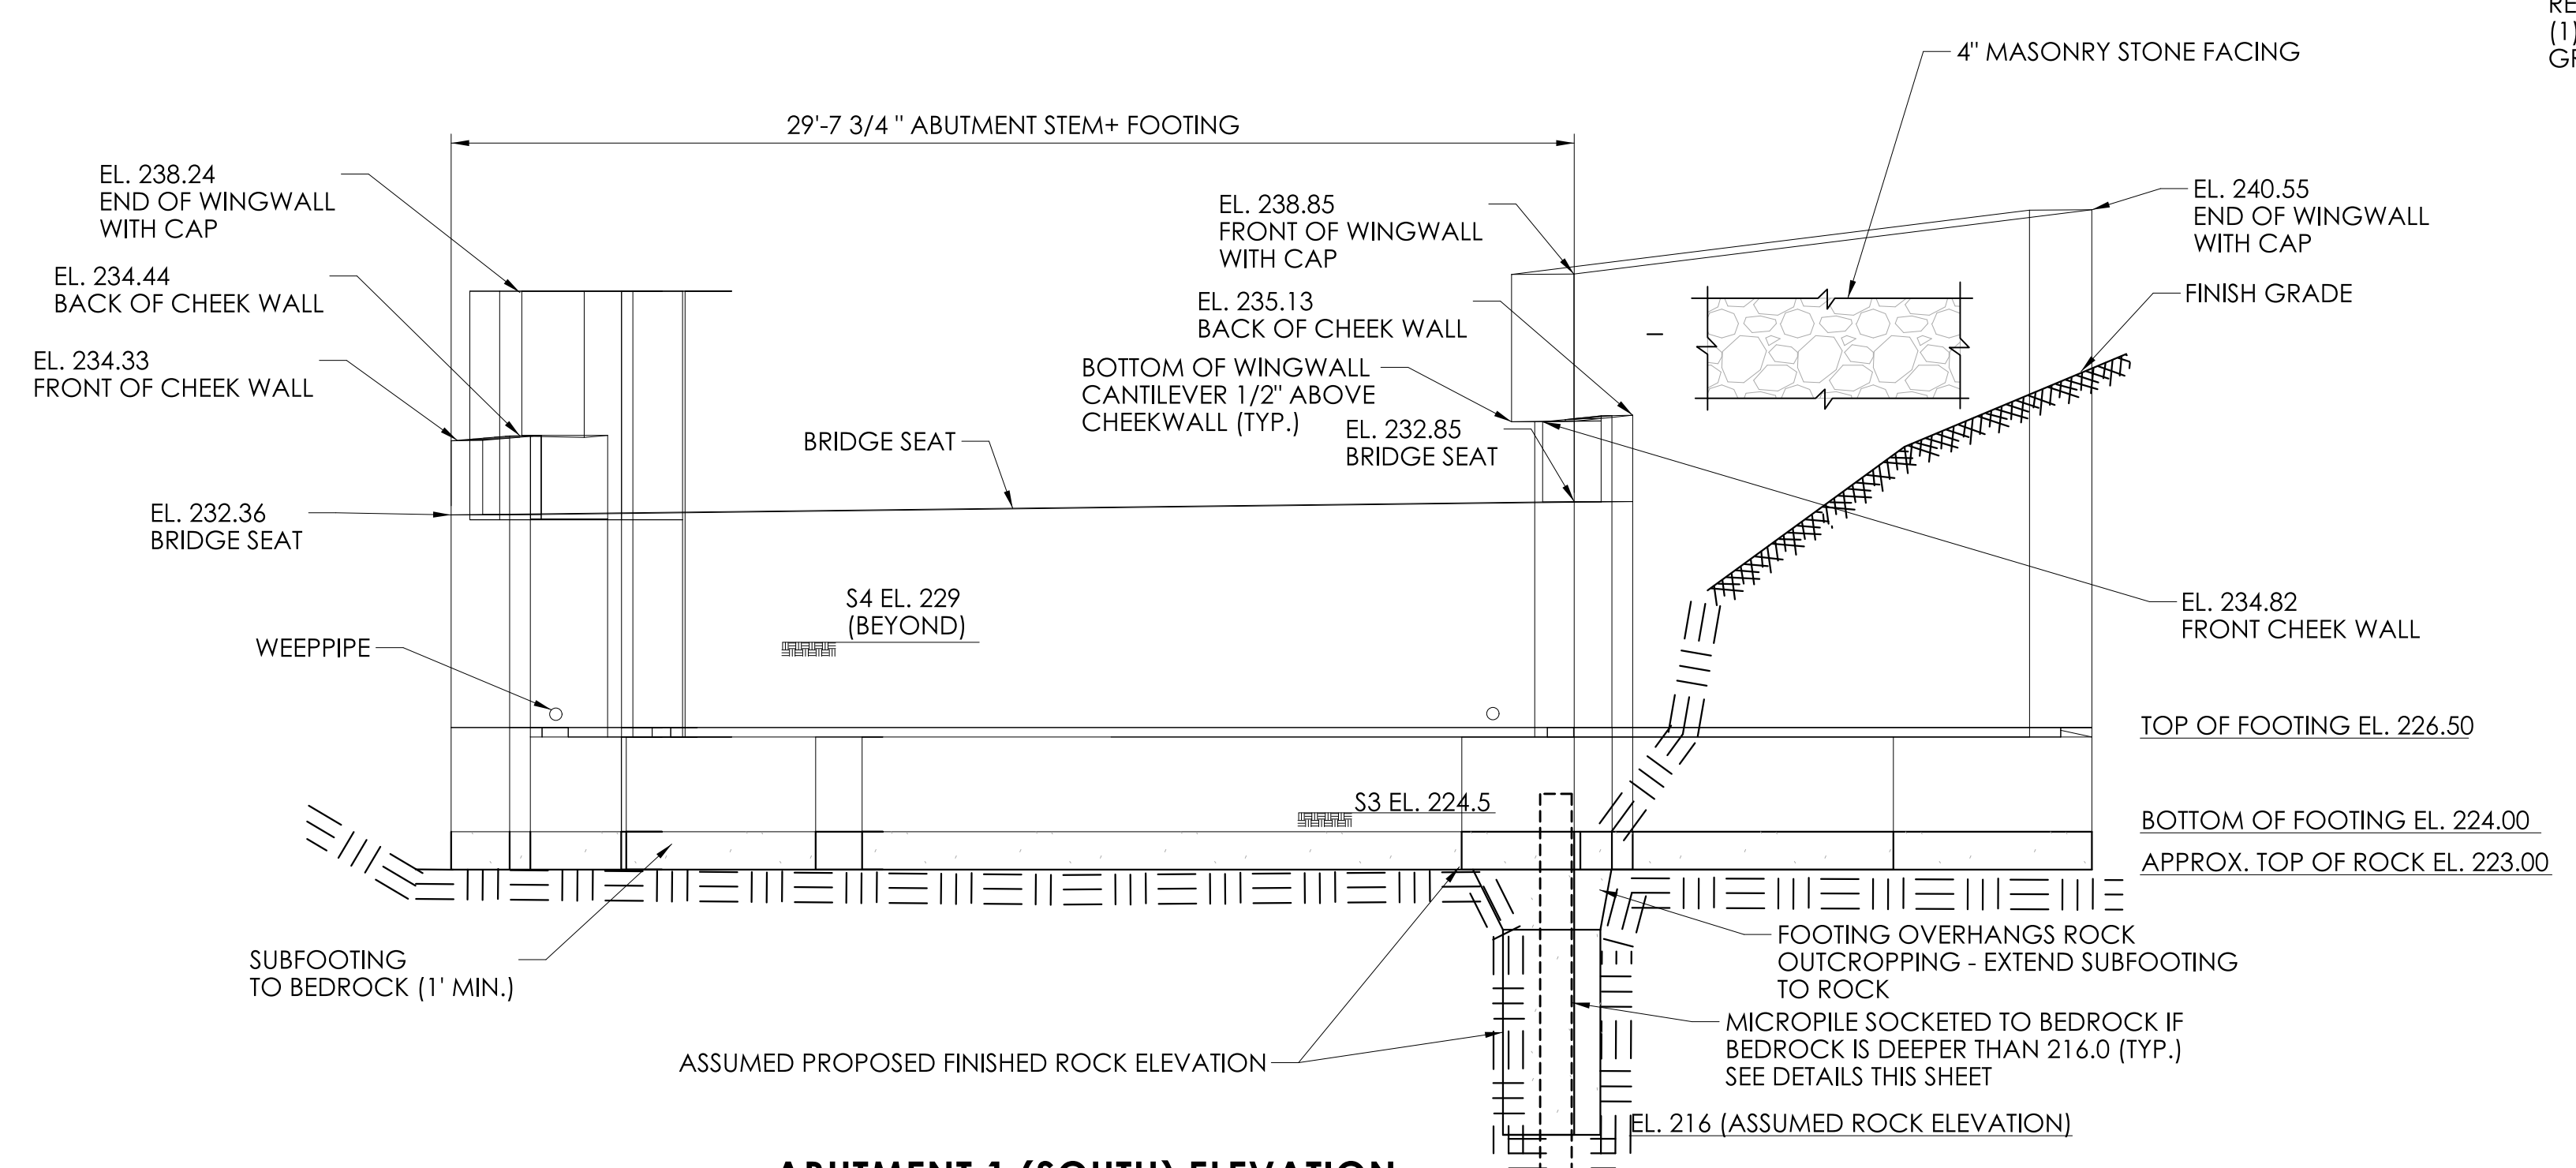 RE
(1)
GR
4" MASONRY STONE FACING
29'-7 3/4 " ABUTMENT STEM+ FOOTING
EL. 238.24
END OF WINGWALL
WITH CAP
EL. 238.85
FRONT OF WINGWALL
WITH CAP
EL. 240.55
END OF WINGWALL
WITH CAP
EL. 234.44
BACK OF CHEEK WALL
EL. 235.13
BACK OF CHEEK WALL
FINISH GRADE
EL. 234.33
FRONT OF CHEEK WALL
BOTTOM OF WINGWALL
CANTILEVER 1/2" ABOVE
CHEEKWALL (TYP.)
BRIDGE SEAT
EL. 232.85
BRIDGE SEAT
EL. 232.36
BRIDGE SEAT
S4 EL. 229
(BEYOND)
EL. 234.82
FRONT CHEEK WALL
WEEPPIPE
TOP OF FOOTING EL. 226.50
S3 EL. 224.5
BOTTOM OF FOOTING EL. 224.00
APPROX. TOP OF ROCK EL. 223.00
SUBFOOTING
TO BEDROCK (1' MIN.)
FOOTING OVERHANGS ROCK
OUTCROPPING - EXTEND SUBFOOTING
TO ROCK
MICROPILE SOCKETED TO BEDROCK IF
BEDROCK IS DEEPER THAN 216.0 (TYP.)
SEE DETAILS THIS SHEET
ASSUMED PROPOSED FINISHED ROCK ELEVATION
EL. 216 (ASSUMED ROCK ELEVATION)
ABUTMENT 1 (SOUTH) ELEVATION